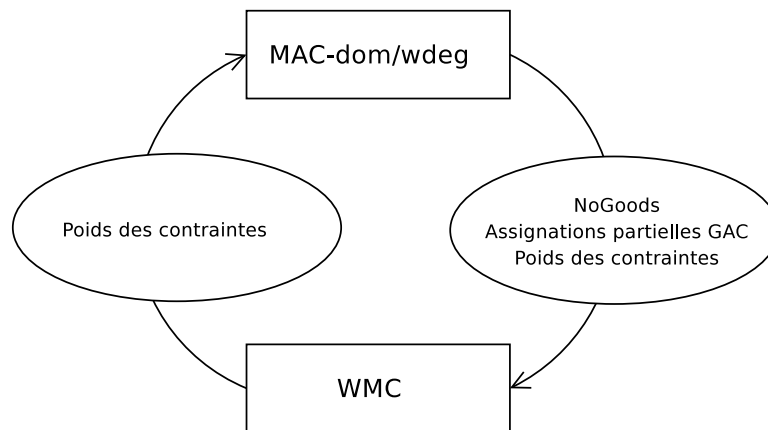 MAC-dom/wdeg
Poids des contraintes
NoGoods
Assignations partielles GAC
Poids des contraintes
WMC